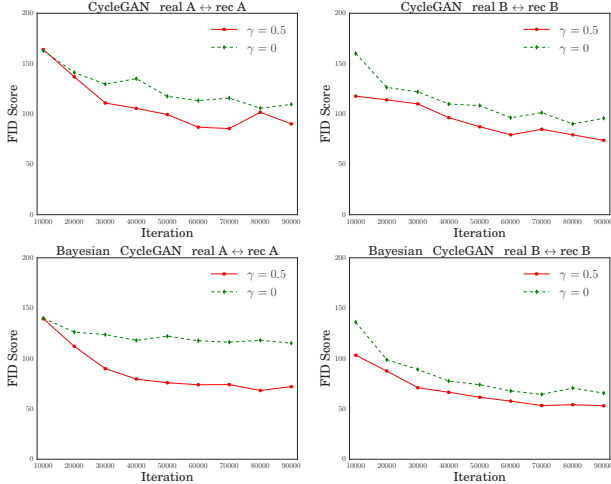 CycleGAN real A ↔ rec A
FID Score
200
150
100
50
0
γ = 0.5
γ = 0
10000 20000 30000 40000 50000 60000 70000 80000 90000
Iteration
CycleGAN real B ↔ rec B
FID Score
200
150
100
50
0
γ = 0.5
γ = 0
10000 20000 30000 40000 50000 60000 70000 80000 90000
Iteration
Bayesian CycleGAN real A ↔ rec A
FID Score
200
150
100
50
0
γ = 0.5
γ = 0
10000 20000 30000 40000 50000 60000 70000 80000 90000
Iteration
Bayesian CycleGAN real B ↔ rec B
FID Score
200
150
100
50
0
γ = 0.5
γ = 0
10000 20000 30000 40000 50000 60000 70000 80000 90000
Iteration